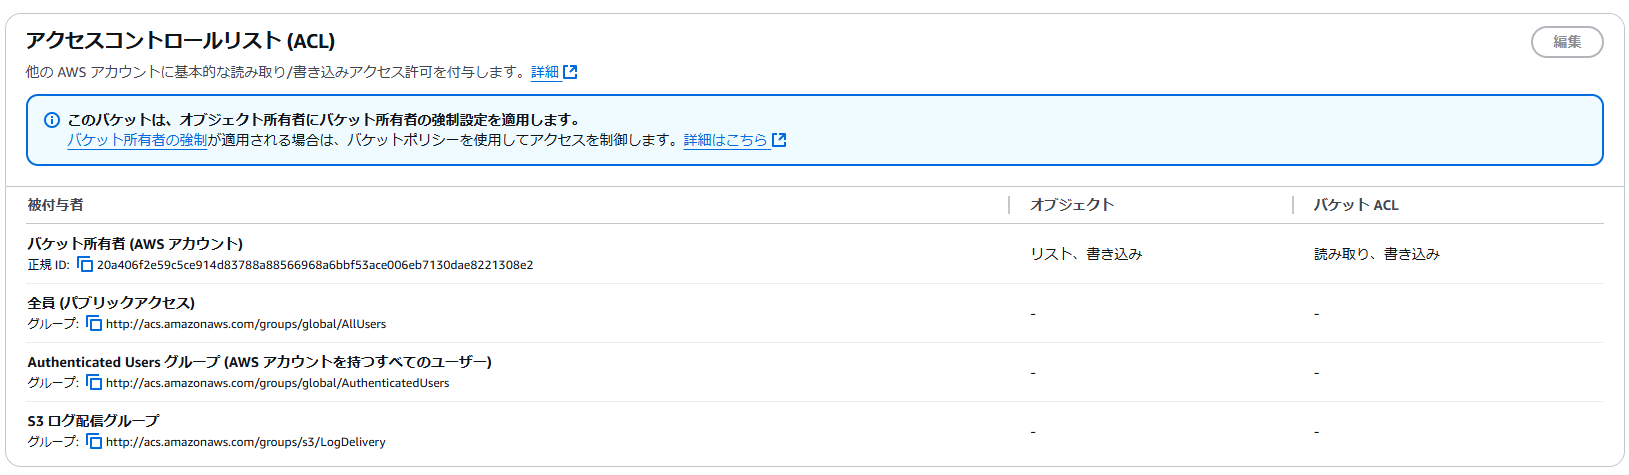 アクセスコントロールリスト (ACL)
編集
他の AWS アカウントに基本的な読み取り/書き込みアクセス許可を付与します。詳細
このバケットは、オブジェクト所有者にバケット所有者の強制設定を適用します。
バケット所有者の強制が適用される場合は、バケットポリシーを使用してアクセスを制御します。詳細はこちら
被付与者 オブジェクト バケット ACL
バケット所有者 (AWS アカウント)
正規 ID: 20a406f2e59c5ce914d83788a88566968a6bbf53ace006eb7130dae8221308e2
リスト、書き込み 読み取り、書き込み
全員 (パブリックアクセス)
グループ: http://acs.amazonaws.com/groups/global/AllUsers
- -
Authenticated Users グループ (AWS アカウントを持つすべてのユーザー)
グループ: http://acs.amazonaws.com/groups/global/AuthenticatedUsers
- -
S3 ログ配信グループ
グループ: http://acs.amazonaws.com/groups/s3/LogDelivery
- -